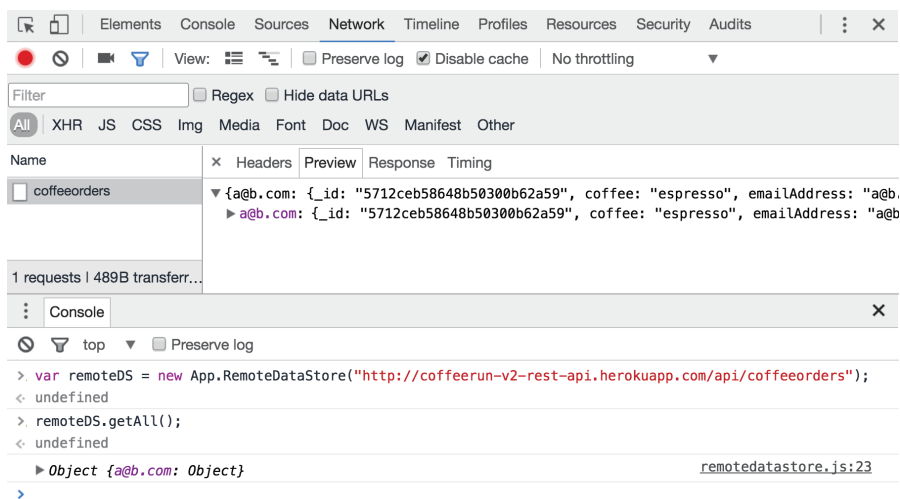 Elements Console Sources Network Timeline Profiles Resources Security Audits
View: Preserve log Disable cache No throttling
Filter Regex Hide data URLs
All XHR JS CSS Img Media Font Doc WS Manifest Other
Name × Headers Preview Response Timing
coffeeorders
▼{a@b.com: {_id: "5712ceb58648b50300b62a59", coffee: "espresso", emailAddress: "a@b.
▶a@b.com: {_id: "5712ceb58648b50300b62a59", coffee: "espresso", emailAddress: "a@b
1 requests | 489B transferr...
Console
top ▼ Preserve log
> var remoteDS = new App.RemoteDataStore("http://coffeerun-v2-rest-api.herokuapp.com/api/coffeeorders");
< undefined
> remoteDS.getAll();
< undefined
▶Object {a@b.com: Object} remotedatastore.js:23
>